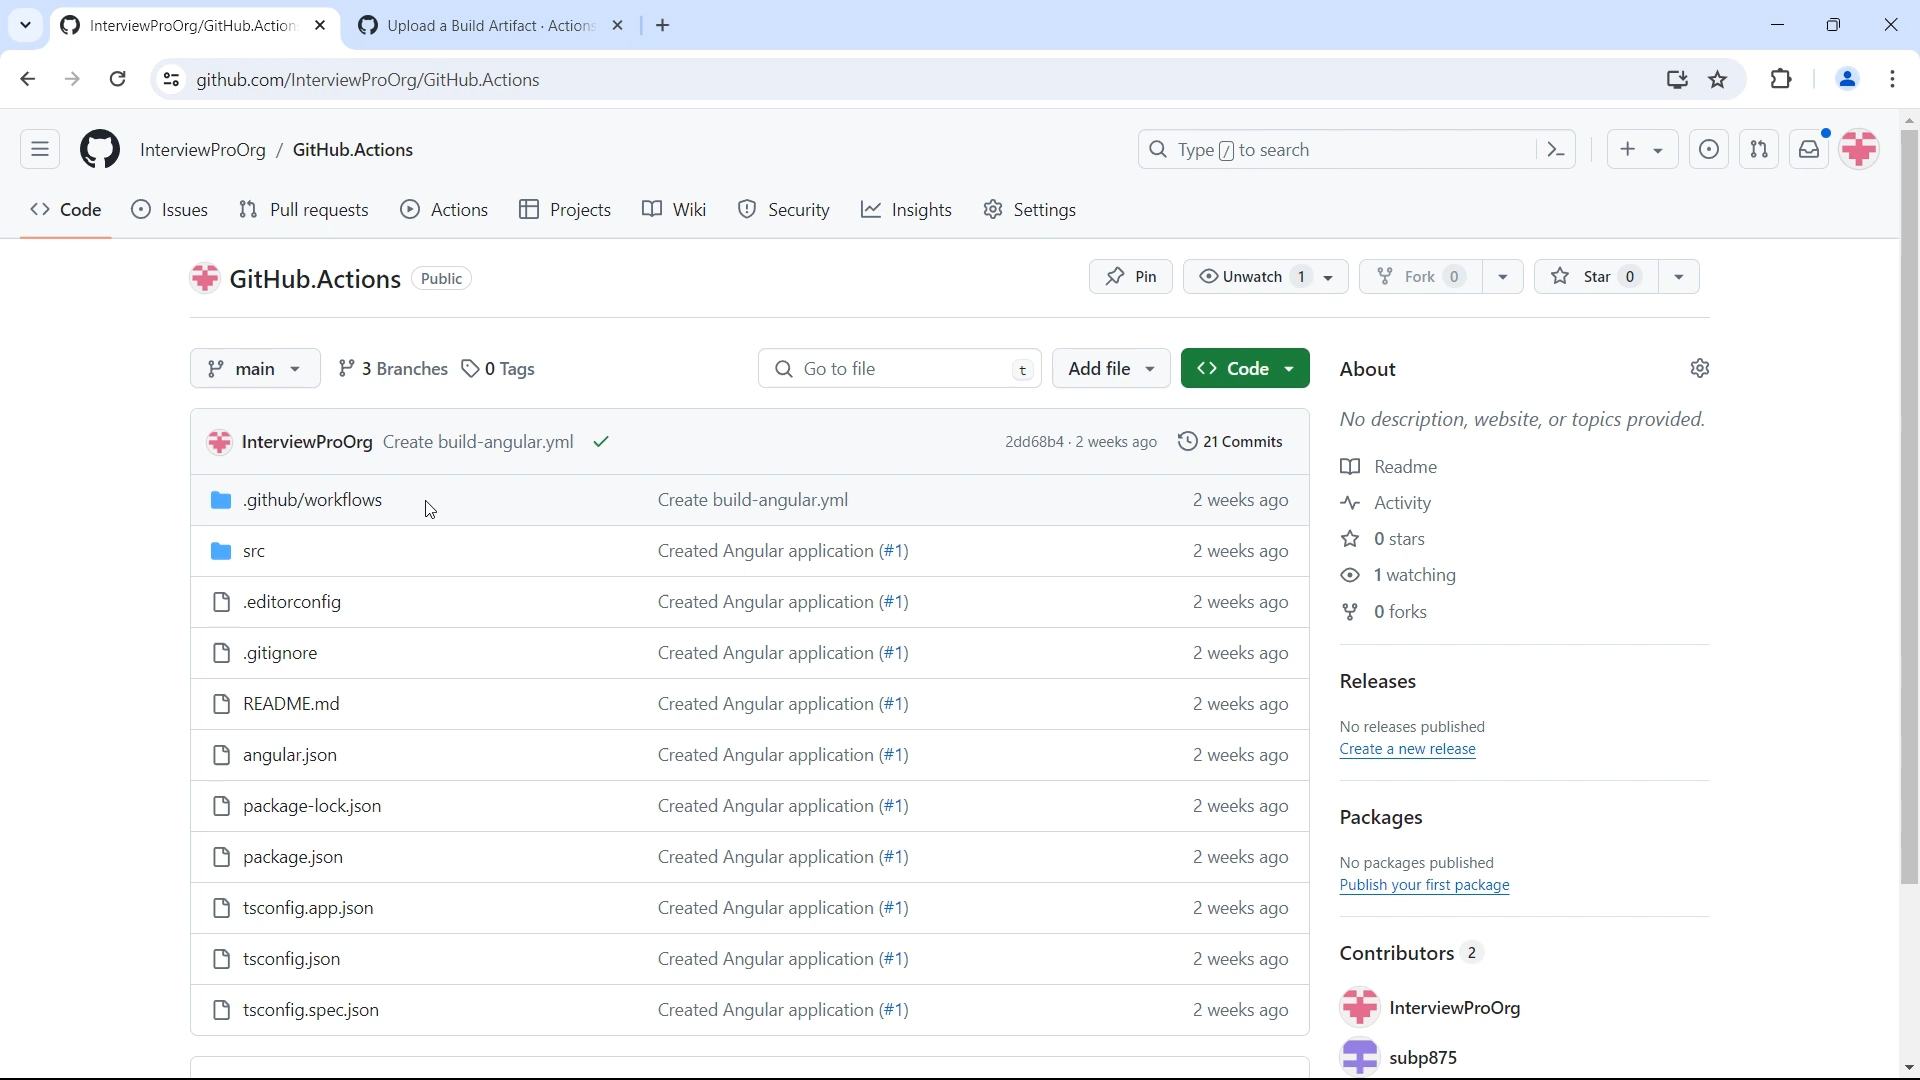 InterviewProOrg/GitHub.Action
Upload a Build Artifact · Actions
github.com/InterviewProOrg/GitHub.Actions
InterviewProOrg / GitHub.Actions
Type / to search
Code Issues Pull requests Actions Projects Wiki Security Insights Settings
GitHub.Actions Public
Pin Unwatch 1 Fork 0 Star 0
main 3 Branches 0 Tags Go to file t Add file Code
InterviewProOrg Create build-angular.yml 2dd68b4 · 2 weeks ago 21 Commits
.github/workflows Create build-angular.yml 2 weeks ago
src Created Angular application (#1) 2 weeks ago
.editorconfig Created Angular application (#1) 2 weeks ago
.gitignore Created Angular application (#1) 2 weeks ago
README.md Created Angular application (#1) 2 weeks ago
angular.json Created Angular application (#1) 2 weeks ago
package-lock.json Created Angular application (#1) 2 weeks ago
package.json Created Angular application (#1) 2 weeks ago
tsconfig.app.json Created Angular application (#1) 2 weeks ago
tsconfig.json Created Angular application (#1) 2 weeks ago
tsconfig.spec.json Created Angular application (#1) 2 weeks ago
About
No description, website, or topics provided.
Readme
Activity
0 stars
1 watching
0 forks
Releases
No releases published
Create a new release
Packages
No packages published
Publish your first package
Contributors 2
InterviewProOrg
subp875